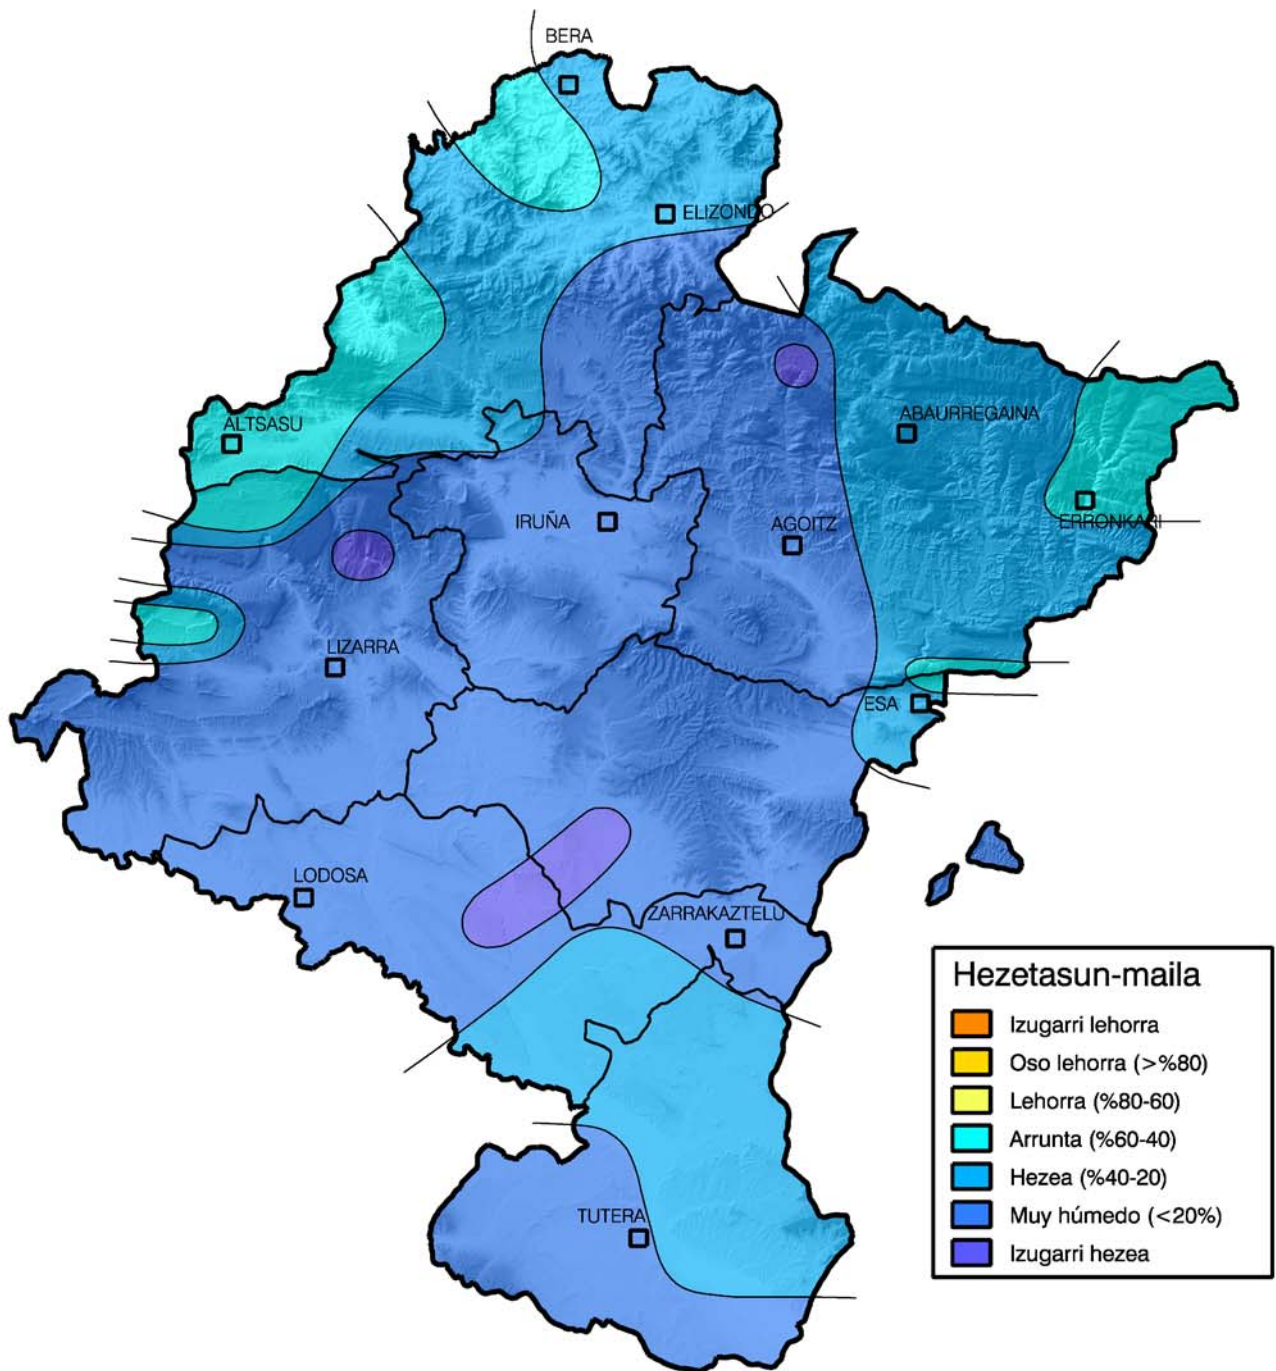 BERA
ELIZONDO
ALTSASU
ABAURREGAINA
IRUÑA
AGOITZ
ERRONKARI
LIZARRA
ESA
LODOSA
ZARRAKAZTELU
TUTERA
Hezetasun-maila
Izugarri lehorra
Oso lehorra (>%80)
Lehorra (%80-60)
Arrunta (%60-40)
Hezea (%40-20)
Muy húmedo (<20%)
Izugarri hezea